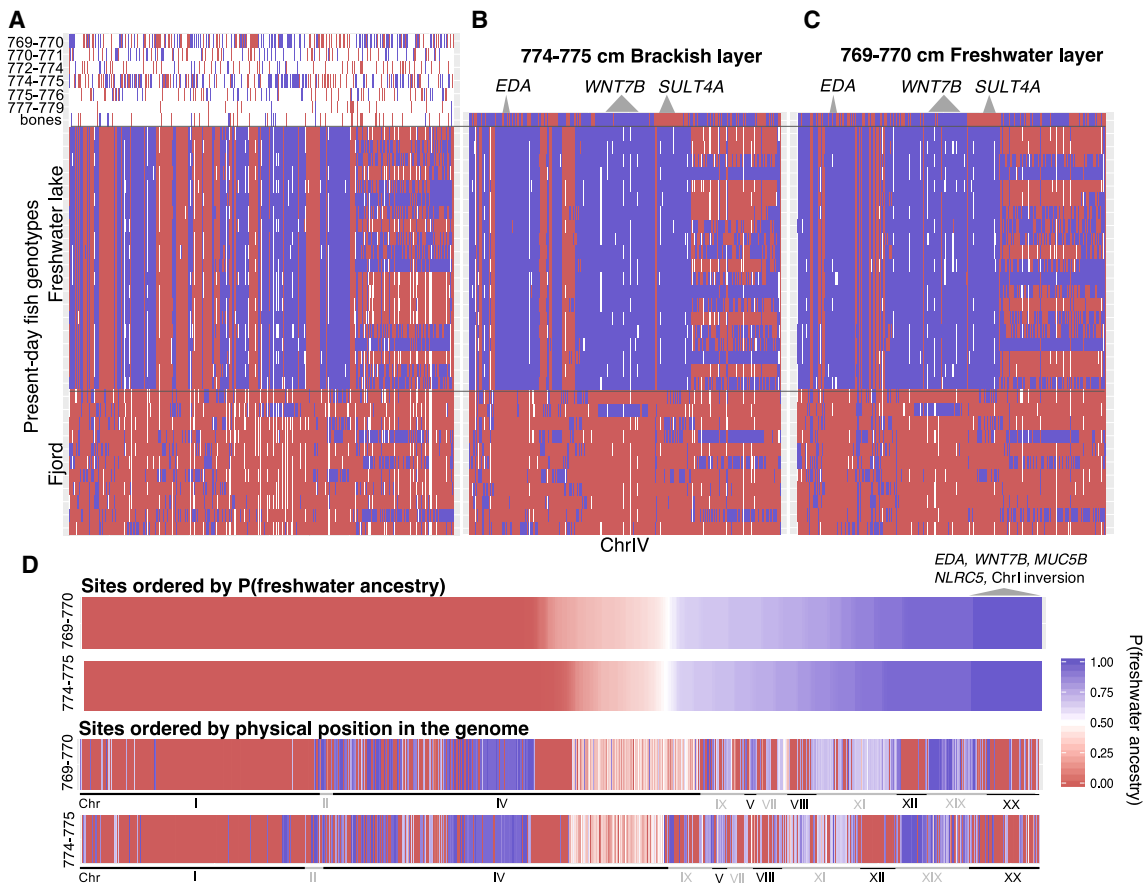 A
B
C
774-775 cm Brackish layer
769-770 cm Freshwater layer
EDA
WNT7B
SULT4A
EDA
WNT7B
SULT4A
769-770
770-771
772-774
774-775
775-776
777-779
bones
Present-day fish genotypes
Freshwater lake
Fjord
ChrIV
D
EDA, WNT7B, MUC5B
NLRC5, ChrI inversion
Sites ordered by P(freshwater ancestry)
769-770
774-775
Sites ordered by physical position in the genome
769-770
Chr I II IV IX V VII VIII XI XII XIX XX
774-775
Chr I II IV IX V VII VIII XI XII XIX XX
1.00
0.75
0.50
0.25
0.00
P(freshwater ancestry)